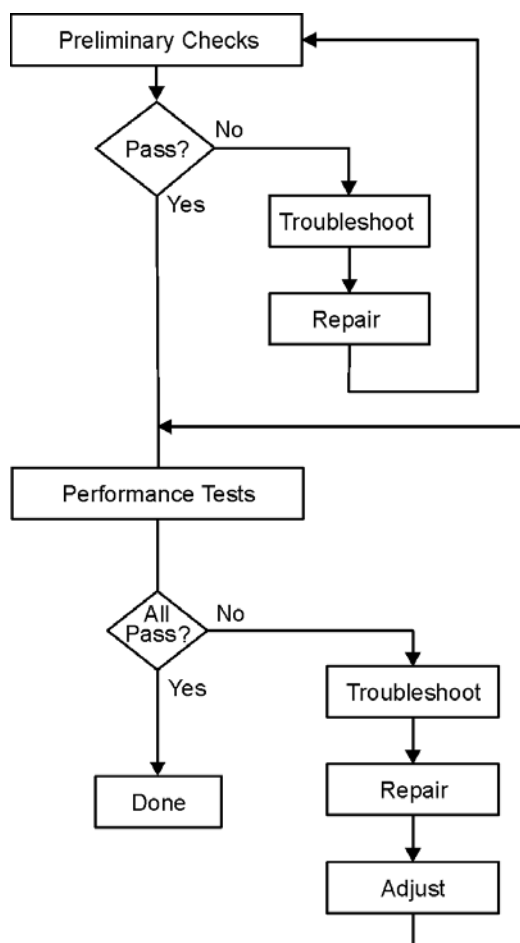 Preliminary Checks
Pass?
No
Yes
Troubleshoot
Repair
Performance Tests
All
Pass?
No
Yes
Troubleshoot
Done
Repair
Adjust